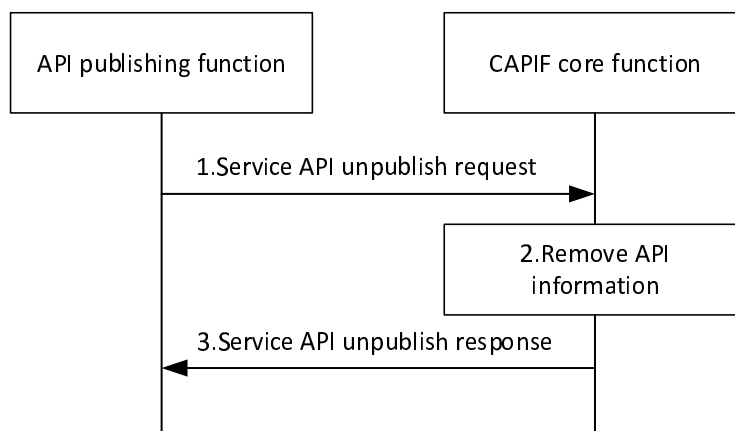 API publishing function
CAPIF core function
1.Service API unpublish request
2.Remove API
information
3.Service API unpublish response